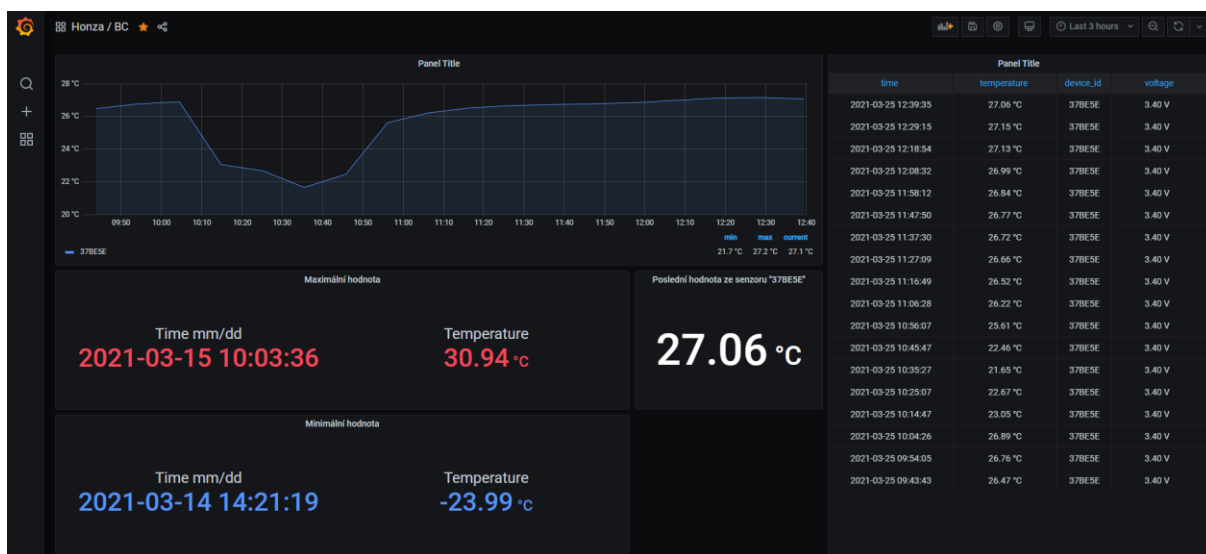 Honza / BC
Last 3 hours
Panel Title
28 °C
26 °C
24 °C
22 °C
20 °C
09:50 10:00 10:10 10:20 10:30 10:40 10:50 11:00 11:10 11:20 11:30 11:40 11:50 12:00 12:10 12:20 12:30 12:40
min max current
37BE5E 21.7 °C 27.2 °C 27.1 °C
Maximální hodnota
Time mm/dd Temperature
2021-03-15 10:03:36 30.94 °C
Poslední hodnota ze senzoru "37BE5E"
27.06 °C
Minimální hodnota
Time mm/dd Temperature
2021-03-14 14:21:19 -23.99 °C
Panel Title
time temperature device_id voltage
2021-03-25 12:39:35 27.06 °C 37BE5E 3.40 V
2021-03-25 12:29:15 27.15 °C 37BE5E 3.40 V
2021-03-25 12:18:54 27.13 °C 37BE5E 3.40 V
2021-03-25 12:08:32 26.99 °C 37BE5E 3.40 V
2021-03-25 11:58:12 26.84 °C 37BE5E 3.40 V
2021-03-25 11:47:50 26.77 °C 37BE5E 3.40 V
2021-03-25 11:37:30 26.72 °C 37BE5E 3.40 V
2021-03-25 11:27:09 26.66 °C 37BE5E 3.40 V
2021-03-25 11:16:49 26.52 °C 37BE5E 3.40 V
2021-03-25 11:06:28 26.22 °C 37BE5E 3.40 V
2021-03-25 10:56:07 25.61 °C 37BE5E 3.40 V
2021-03-25 10:45:47 22.46 °C 37BE5E 3.40 V
2021-03-25 10:35:27 21.65 °C 37BE5E 3.40 V
2021-03-25 10:25:07 22.67 °C 37BE5E 3.40 V
2021-03-25 10:14:47 23.05 °C 37BE5E 3.40 V
2021-03-25 10:04:26 26.89 °C 37BE5E 3.40 V
2021-03-25 09:54:05 26.76 °C 37BE5E 3.40 V
2021-03-25 09:43:43 26.47 °C 37BE5E 3.40 V